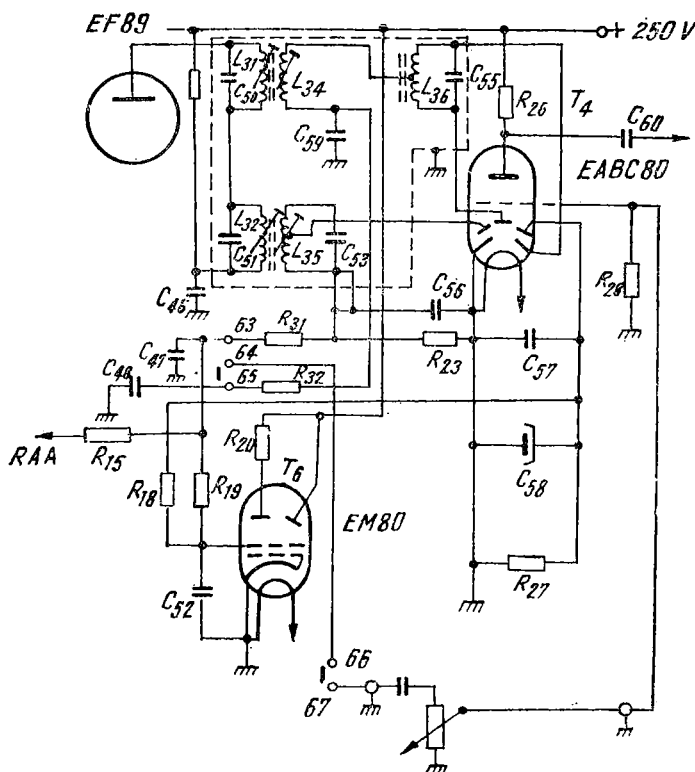 EF89
+ 250 V
L31
C50
L34
L36
C55
R26
T4
C60
C59
EABC80
L32
C51
L35
C53
R28
C45
C56
C47
63
R31
64
R23
C57
C48
65
R32
R20
RAA
R15
T6
C58
R18
R19
EM80
R27
C52
66
67